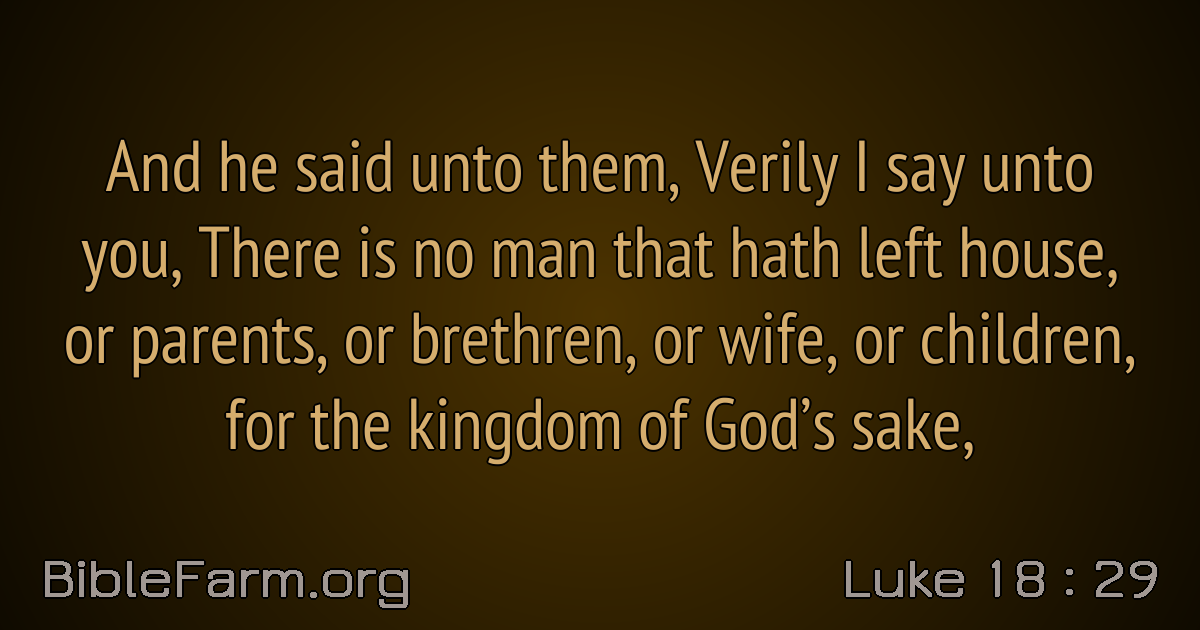 And he said unto them, Verily I say unto
you, There is no man that hath left house,
or parents, or brethren, or wife, or children,
for the kingdom of God’s sake,
BibleFarm.org
Luke 18 : 29